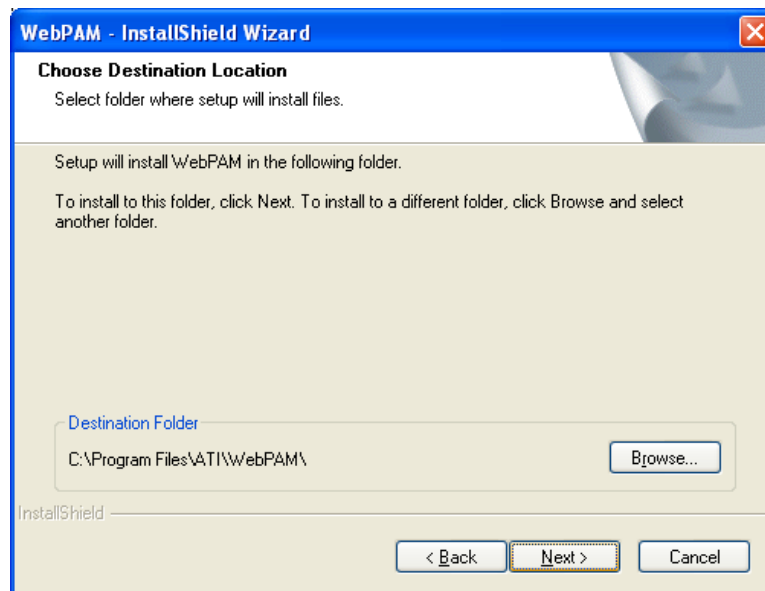 WebPAM - InstallShield Wizard
Choose Destination Location
Select folder where setup will install files.
Setup will install WebPAM in the following folder.
To install to this folder, click Next. To install to a different folder, click Browse and select
another folder.
Destination Folder
C:\Program Files\ATI\WebPAM\
Browse...
InstallShield
< Back
Next >
Cancel